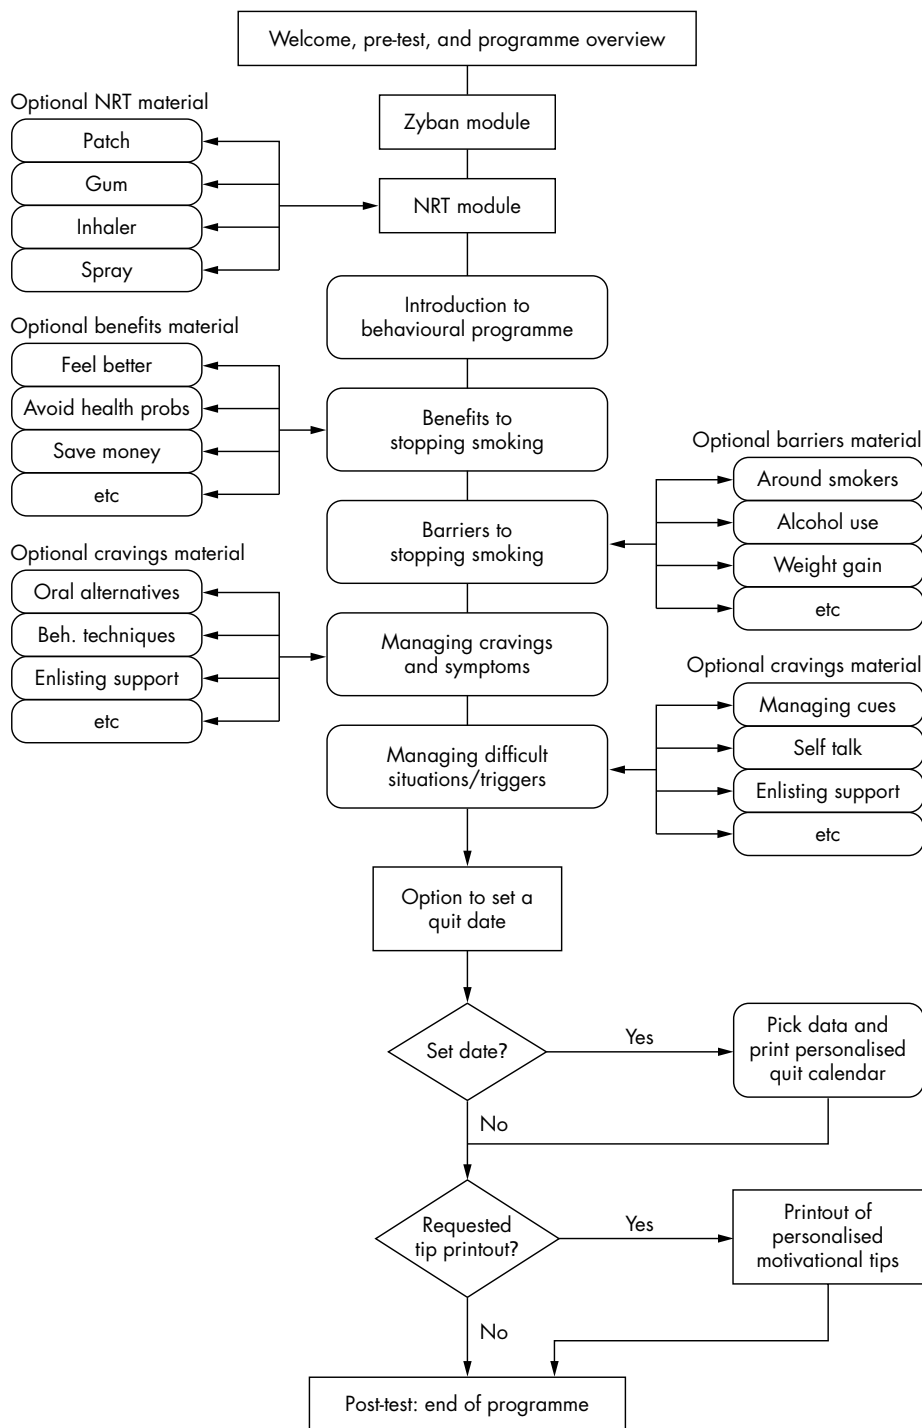 Welcome, pre-test, and programme overview
Zyban module
Optional NRT material
Patch
Gum
Inhaler
Spray
NRT module
Introduction to
behavioural programme
Optional benefits material
Feel better
Avoid health probs
Save money
etc
Benefits to
stopping smoking
Optional barriers material
Around smokers
Alcohol use
Weight gain
etc
Barriers to
stopping smoking
Optional cravings material
Oral alternatives
Beh. techniques
Enlisting support
etc
Managing cravings
and symptoms
Optional cravings material
Managing cues
Self talk
Enlisting support
etc
Managing difficult
situations/triggers
Option to set a
quit date
Set date?
Yes
Pick data and
print personalised
quit calendar
No
Requested
tip printout?
Yes
Printout of
personalised
motivational tips
No
Post-test: end of programme